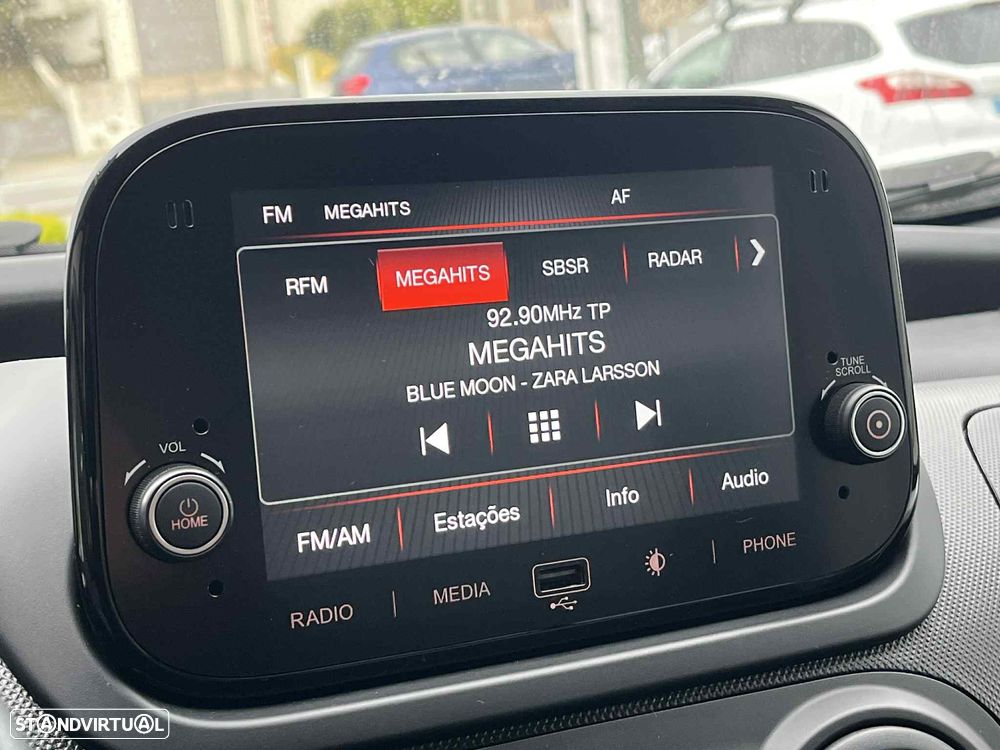 FM MEGAHITS AF
RFM MEGAHITS SBSR RADAR
92.90MHz TP
MEGAHITS
BLUE MOON - ZARA LARSSON
TUNE
SCROLL
VOL
HOME
FM/AM Estações Info Audio
RADIO MEDIA PHONE
STANDVIRTUAL